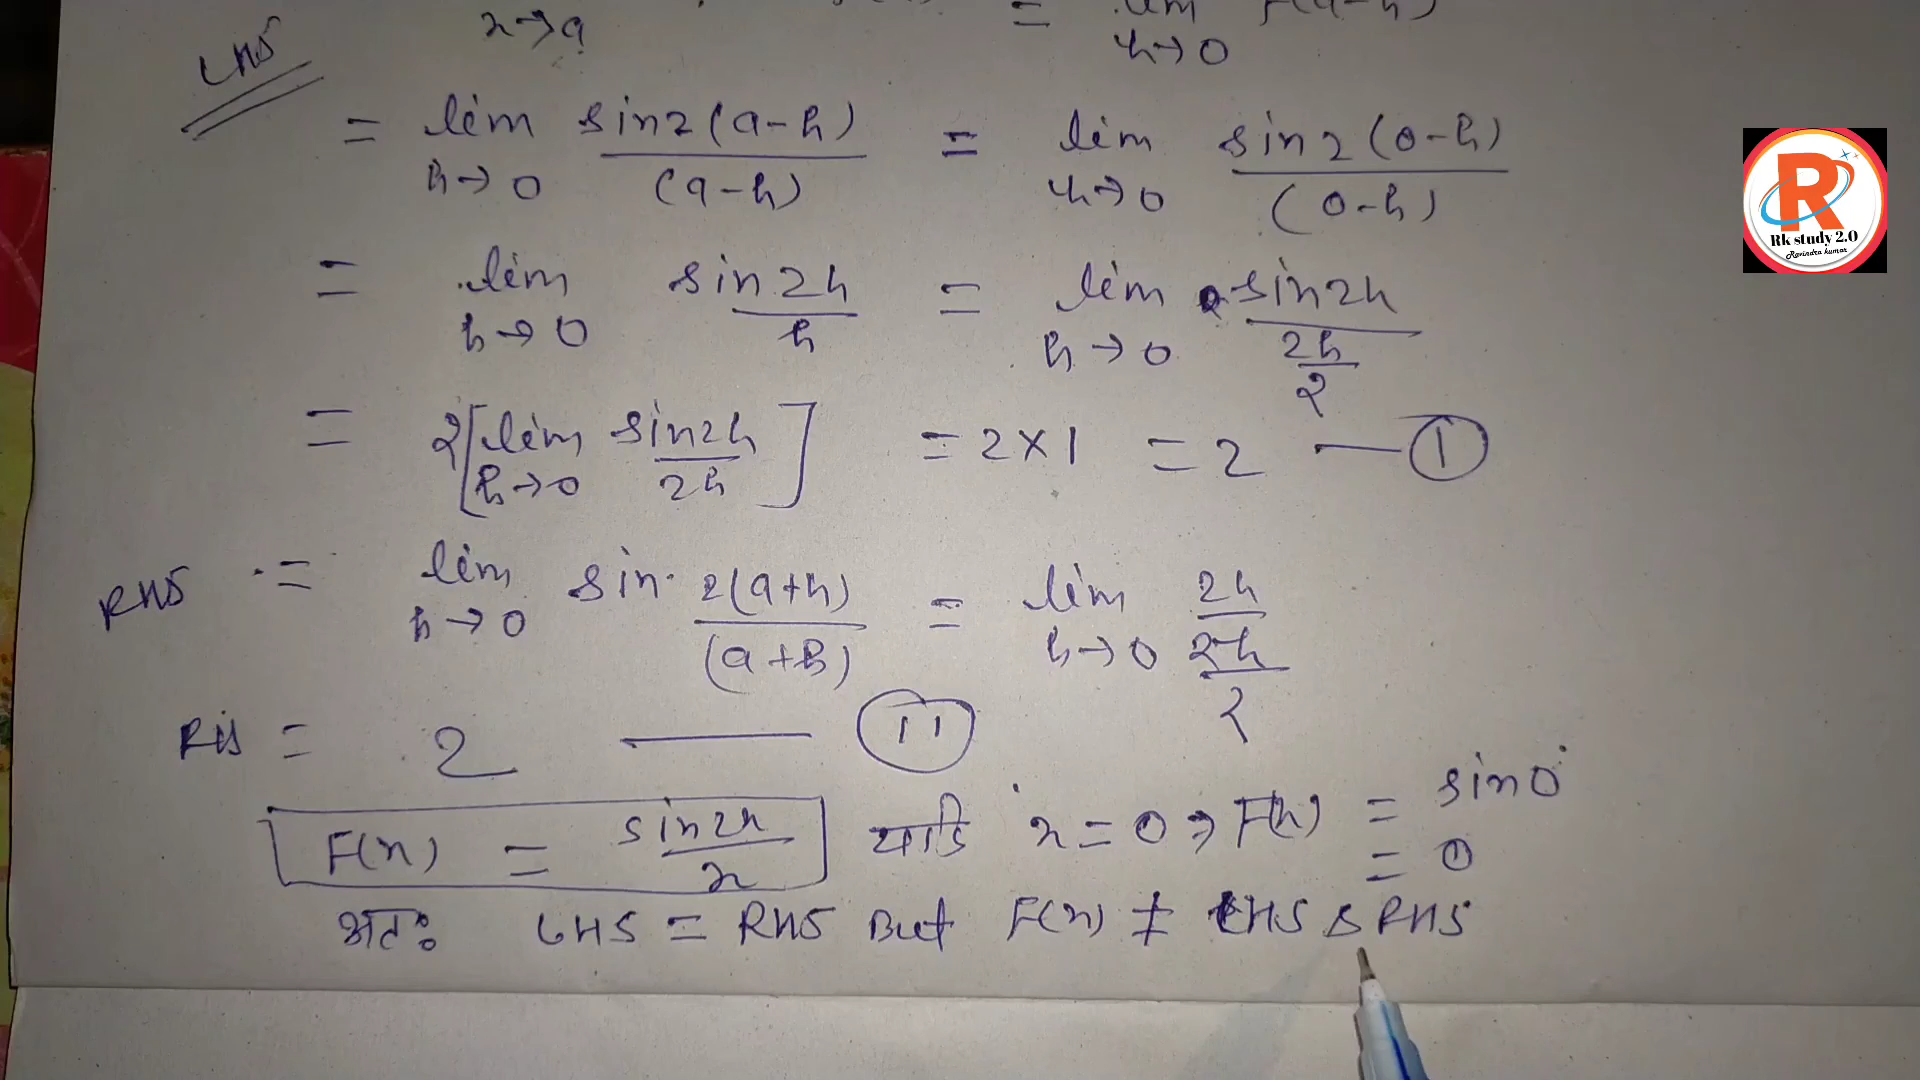 x→a = lim F(a-h)
h→0
LHS
= lim sin2(a-h) = lim sin2(0-h)
h→0 (a-h) h→0 (0-h)
= lim sin2h = lim sin2h
h→0 h h→0 2h
2
= 2[lim sin2h] = 2×1 = 2 — ①
h→0 2h
RHS = lim sin 2(a+h) = lim 2h
h→0 (a+h) h→0 2h
2
RHS = 2 — ⑪
F(x) = sin2x यदि x=0, F(x) = sin0
x = 0
अतः LHS = RHS But F(x) ≠ LHS & RHS
R
Rk study 2.0
Ravindra kumar